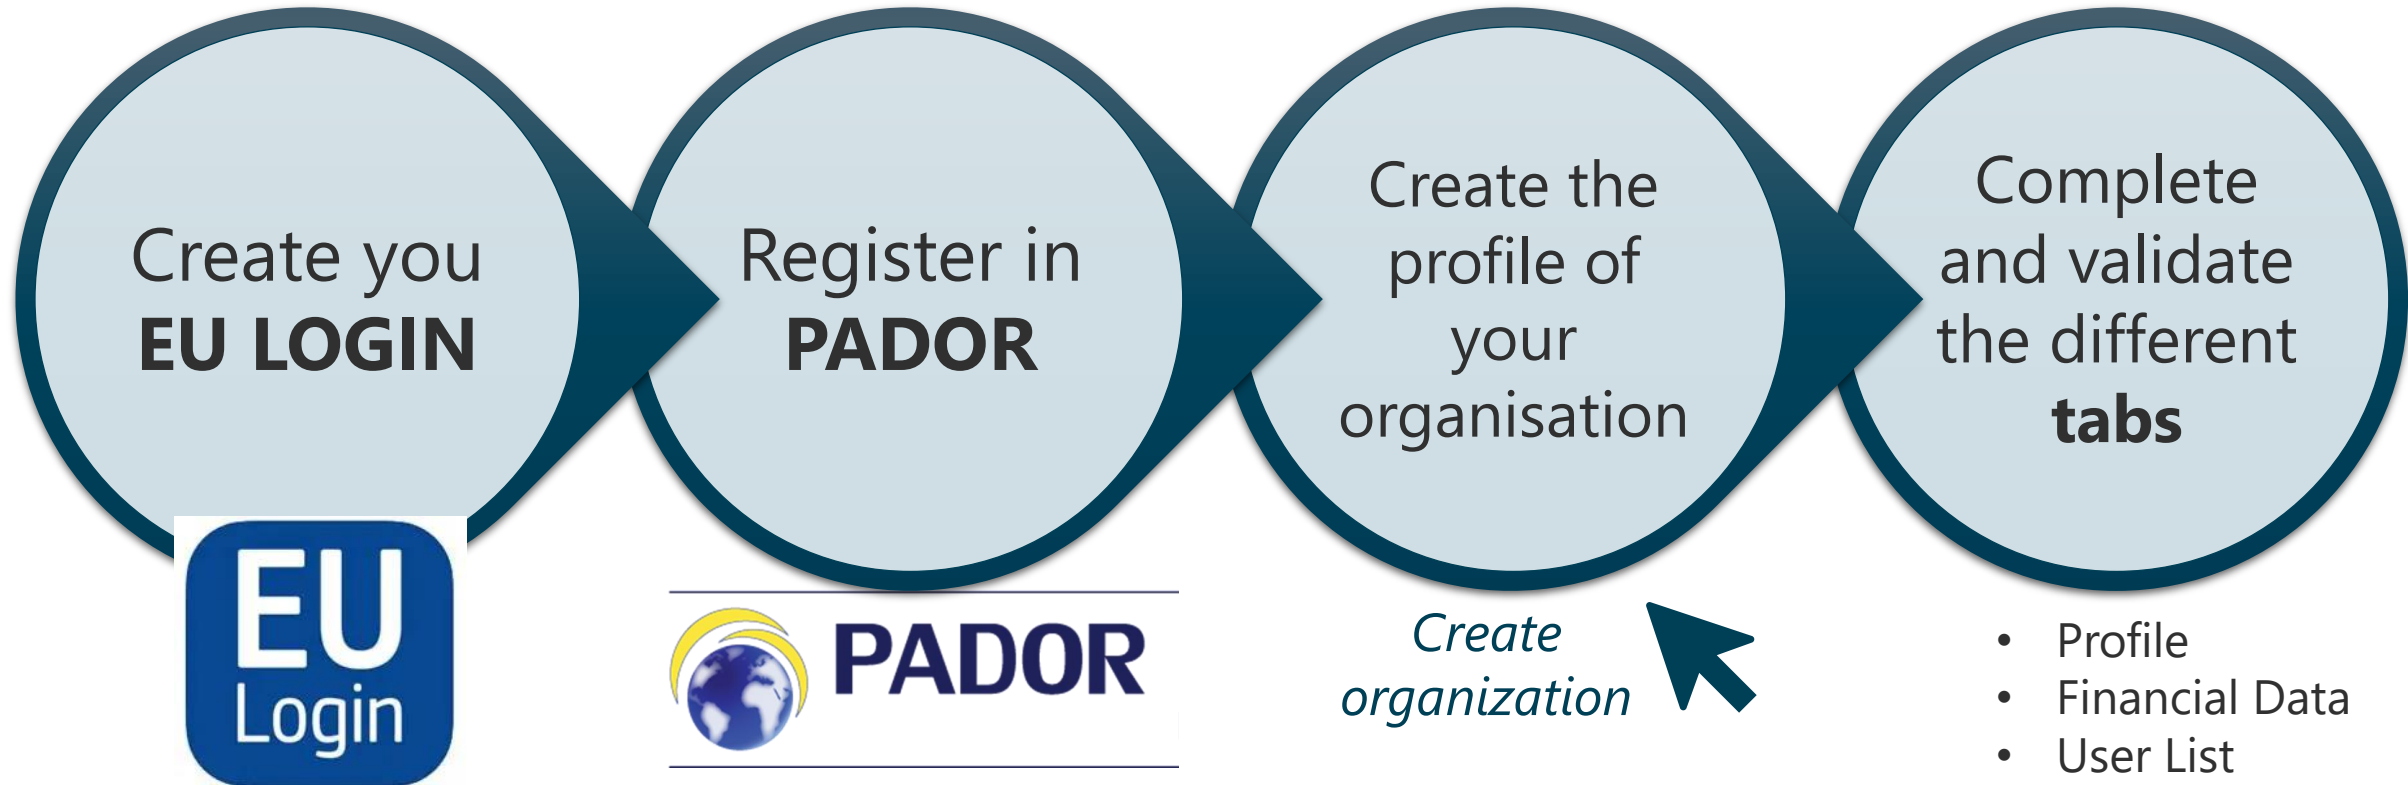 Create you
EU LOGIN
EU
Login
Register in
PADOR
PADOR
Create the
profile of
your
organisation
Create
organization
Complete
and validate
the different
tabs
• Profile
• Financial Data
• User List